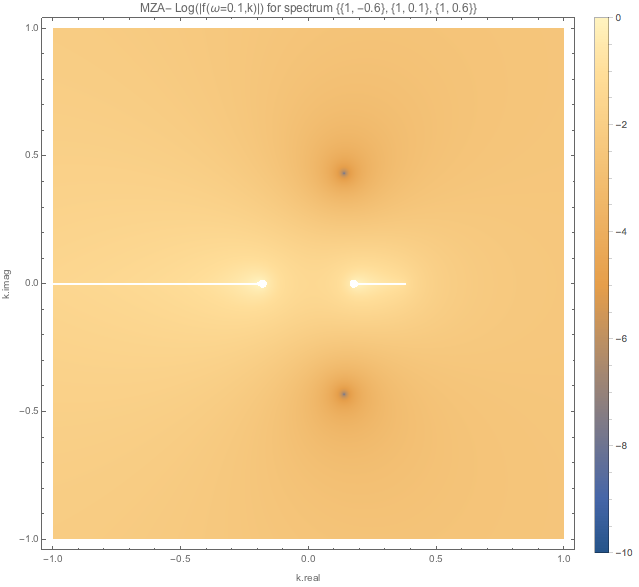 MZA– Log(|f(ω=0.1,k)|) for spectrum {{1, −0.6}, {1, 0.1}, {1, 0.6}}
1.0
0.5
0.0
−0.5
−1.0
k.imag
−1.0 −0.5 0.0 0.5 1.0
k.real
0
−2
−4
−6
−8
−10